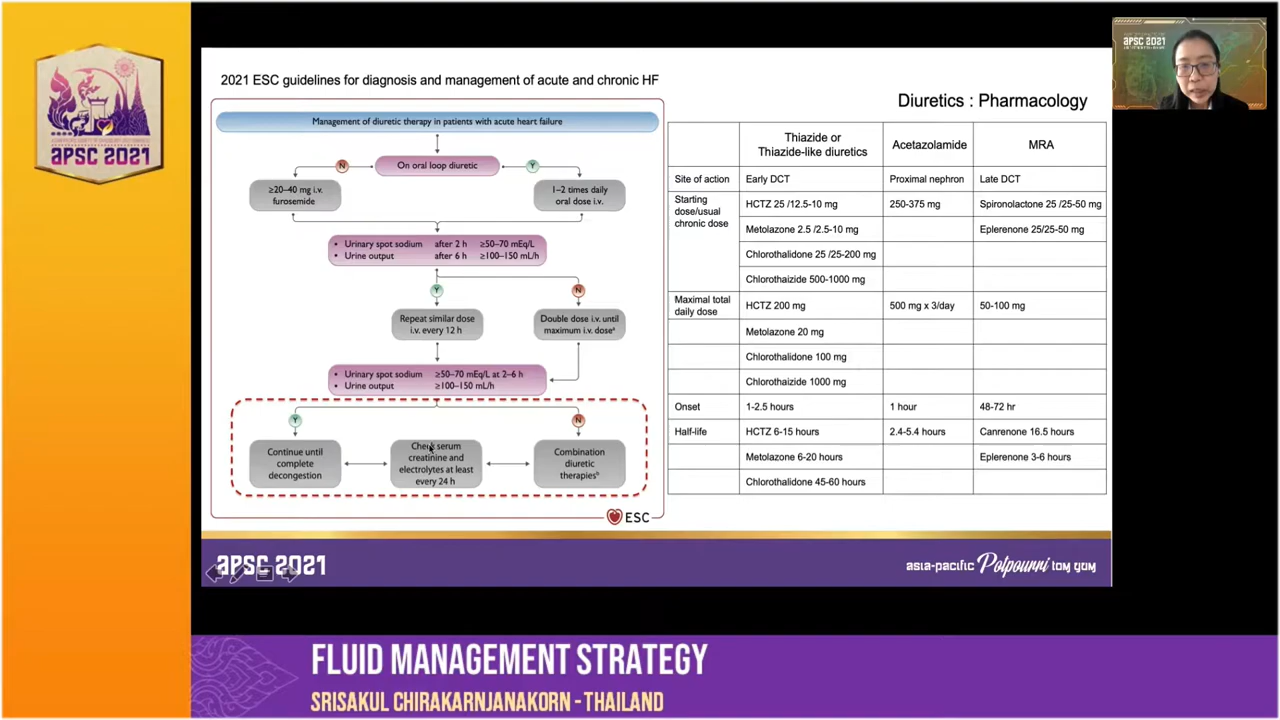 APSC 2021
APSC 2021
2021 ESC guidelines for diagnosis and management of acute and chronic HF
Management of diuretic therapy in patients with acute heart failure
N
On oral loop diuretic
Y
≥20–40 mg i.v.
furosemide
1–2 times daily
oral dose i.v.
• Urinary spot sodium after 2 h ≥50–70 mEq/L
• Urine output after 6 h ≥100–150 mL/h
Y
N
Repeat similar dose
i.v. every 12 h
Double dose i.v. until
maximum i.v. doseᵃ
• Urinary spot sodium ≥50–70 mEq/L at 2–6 h
• Urine output ≥100–150 mL/h
Y
N
Continue until
complete
decongestion
Check serum
creatinine and
electrolytes at least
every 24 h
Combination
diuretic
therapiesᵇ
ESC
Diuretics : Pharmacology
Thiazide or
Thiazide-like diuretics
Acetazolamide
MRA
Site of action
Early DCT
Proximal nephron
Late DCT
Starting
dose/usual
chronic dose
HCTZ 25 /12.5-10 mg
250-375 mg
Spironolactone 25 /25-50 mg
Metolazone 2.5 /2.5-10 mg
Eplerenone 25/25-50 mg
Chlorothalidone 25 /25-200 mg
Chlorothaizide 500-1000 mg
Maximal total
daily dose
HCTZ 200 mg
500 mg x 3/day
50-100 mg
Metolazone 20 mg
Chlorothalidone 100 mg
Chlorothaizide 1000 mg
Onset
1-2.5 hours
1 hour
48-72 hr
Half-life
HCTZ 6-15 hours
2.4-5.4 hours
Canrenone 16.5 hours
Metolazone 6-20 hours
Eplerenone 3-6 hours
Chlorothalidone 45-60 hours
APSC 2021
asia-pacific Potpourri tom yum
FLUID MANAGEMENT STRATEGY
SRISAKUL CHIRAKARNJANAKORN - THAILAND